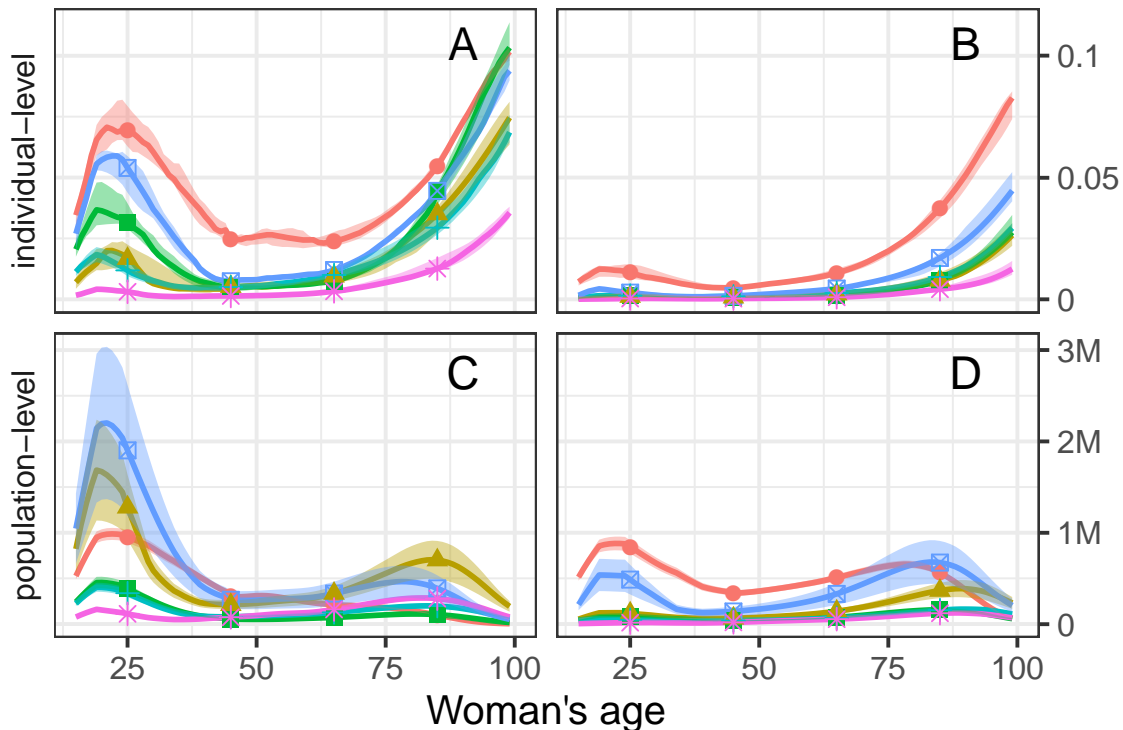 individual−level
A
B
0.1
0.05
0
population−level
C
D
3M
2M
1M
0
25 50 75 100 25 50 75 100
Woman's age